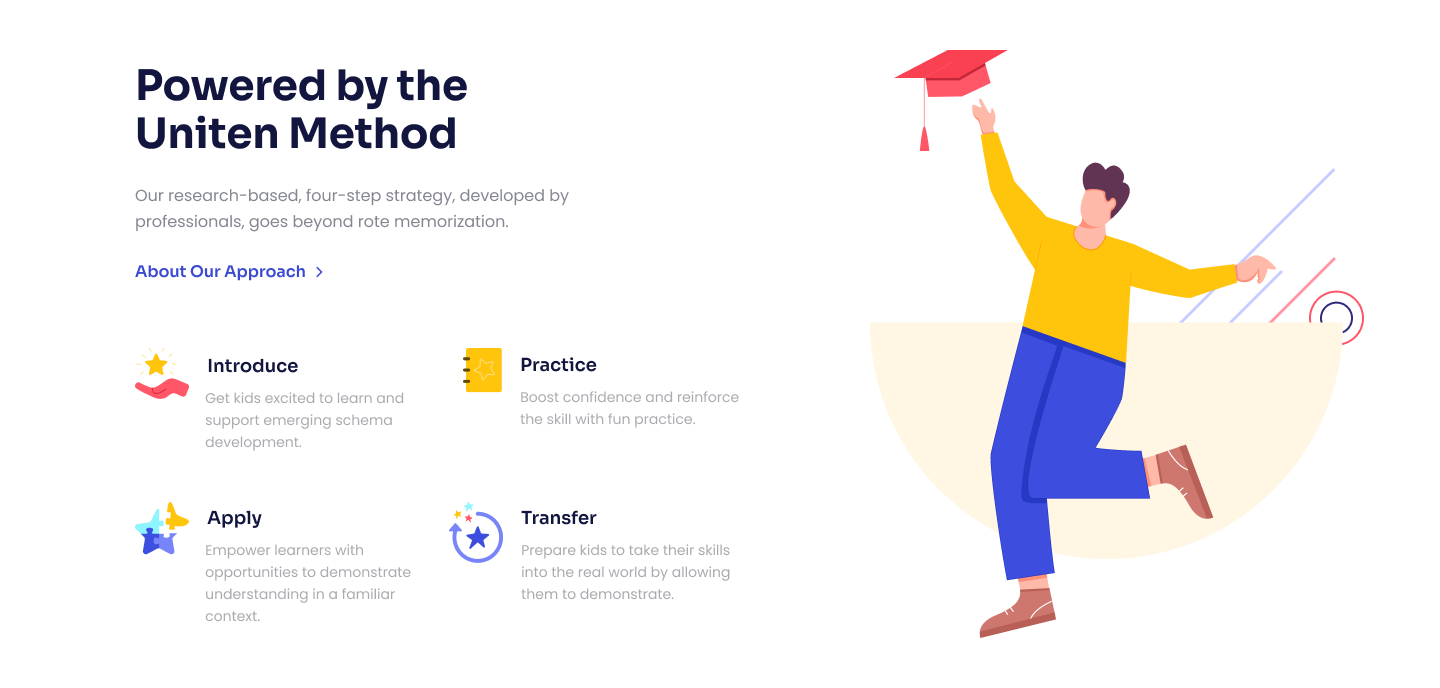 Powered by the
Uniten Method
Our research-based, four-step strategy, developed by
professionals, goes beyond rote memorization.
About Our Approach
Introduce
Get kids excited to learn and
support emerging schema
development.
Practice
Boost confidence and reinforce
the skill with fun practice.
Apply
Empower learners with
opportunities to demonstrate
understanding in a familiar
context.
Transfer
Prepare kids to take their skills
into the real world by allowing
them to demonstrate.